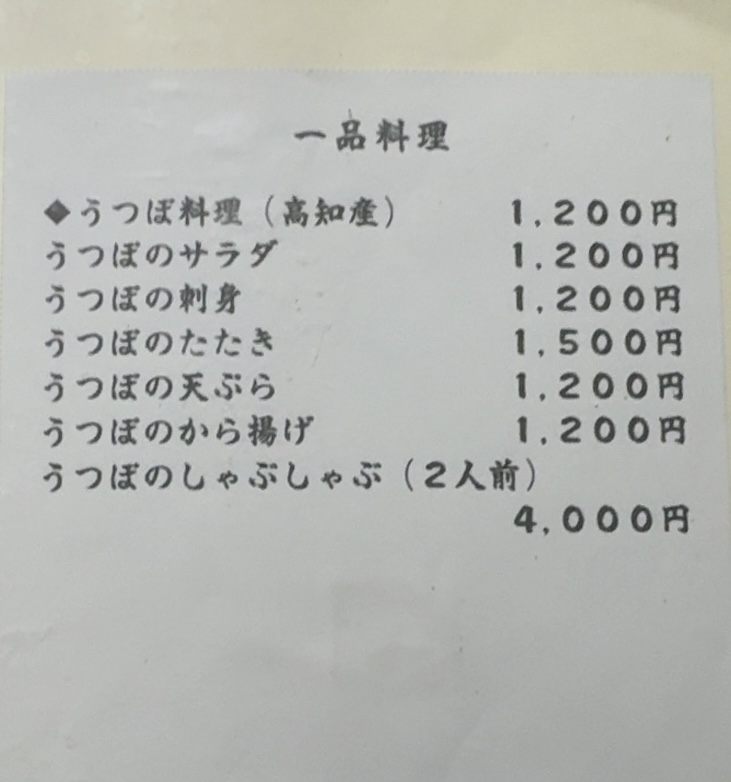 一品料理
◆うつぼ料理（高知産） 1,200円
うつぼのサラダ 1,200円
うつぼの刺身 1,200円
うつぼのたたき 1,500円
うつぼの天ぷら 1,200円
うつぼのから揚げ 1,200円
うつぼのしゃぶしゃぶ（2人前）
4,000円